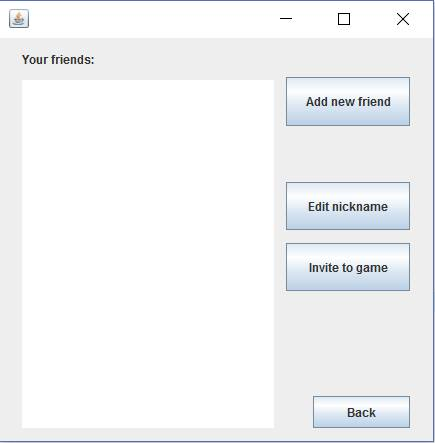 Your friends:
Add new friend
Edit nickname
Invite to game
Back